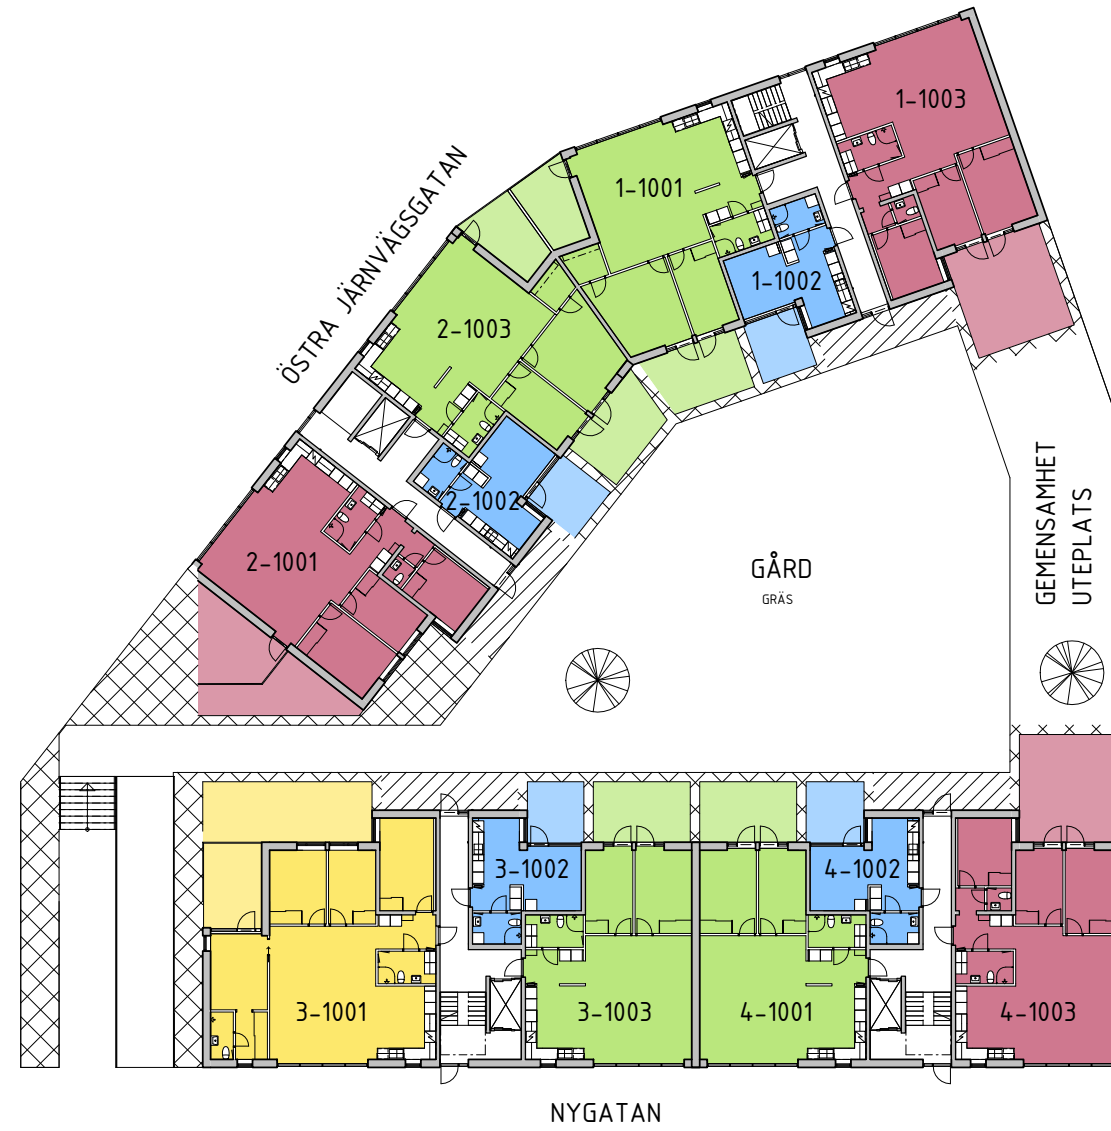 1-1003
ÖSTRA JÄRNVÄGSGATAN
1-1001
1-1002
2-1003
2-1002
2-1001
GÅRD
GRÄS
GEMENSAMHET
UTEPLATS
3-1002
4-1002
3-1001
3-1003
4-1001
4-1003
NYGATAN